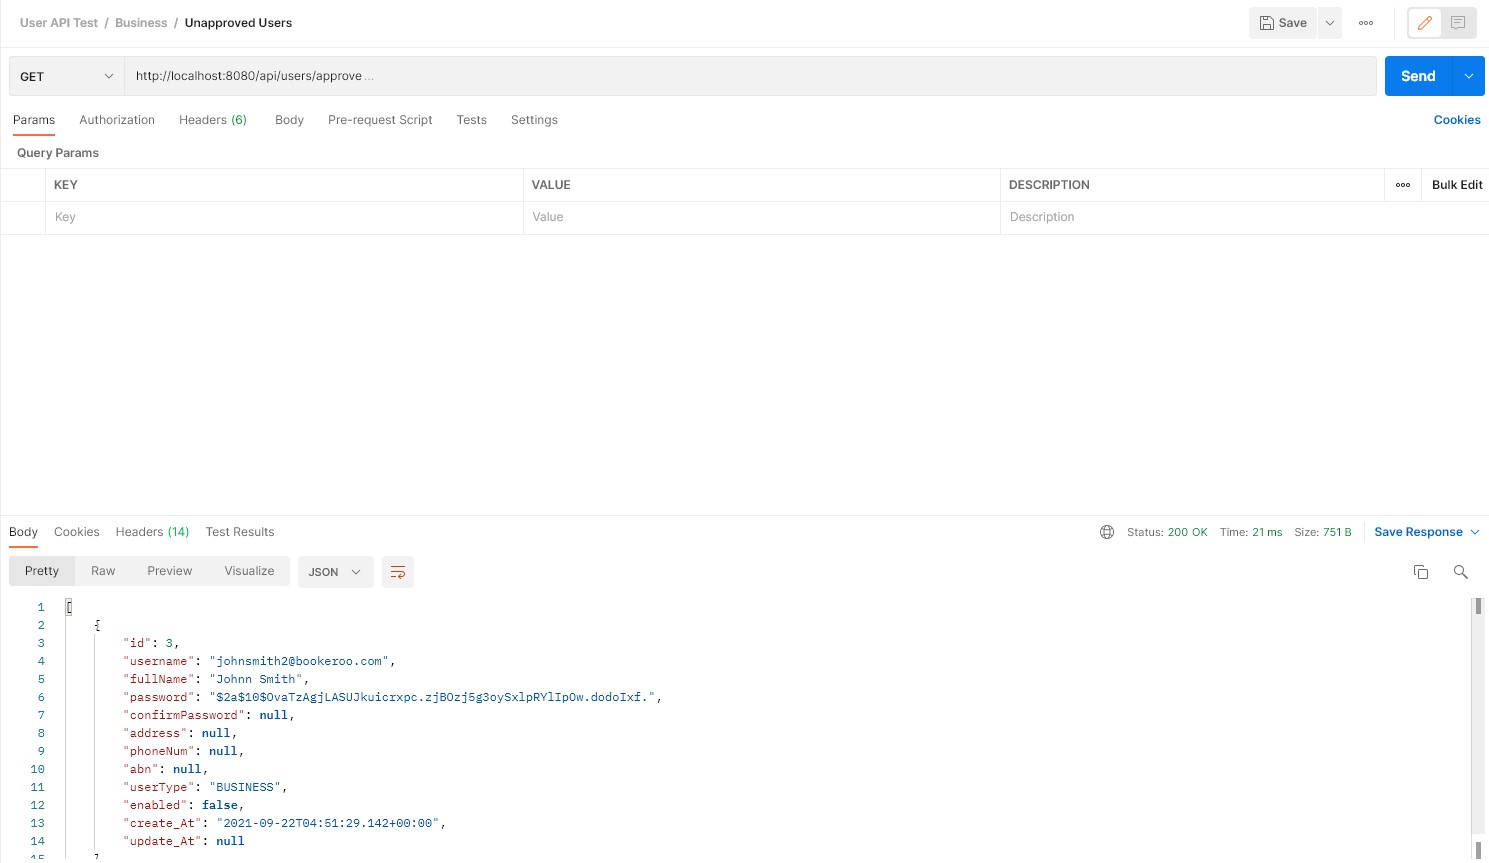 User API Test / Business / Unapproved Users
Save
GET
http://localhost:8080/api/users/approve ...
Send
Params Authorization Headers (6) Body Pre-request Script Tests Settings Cookies
Query Params
KEY VALUE DESCRIPTION Bulk Edit
Key Value Description
Body Cookies Headers (14) Test Results Status: 200 OK Time: 21 ms Size: 751 B Save Response
Pretty Raw Preview Visualize JSON
1 [
2 {
3 "id": 3,
4 "username": "johnsmith2@bookeroo.com",
5 "fullName": "Johnn Smith",
6 "password": "$2a$10$OvaTzAgjLASUJkuicrxpc.zjBOzj5g3oySxlpRYlIpOw.dodoIxf.",
7 "confirmPassword": null,
8 "address": null,
9 "phoneNum": null,
10 "abn": null,
11 "userType": "BUSINESS",
12 "enabled": false,
13 "create_At": "2021-09-22T04:51:29.142+00:00",
14 "update_At": null
15 }